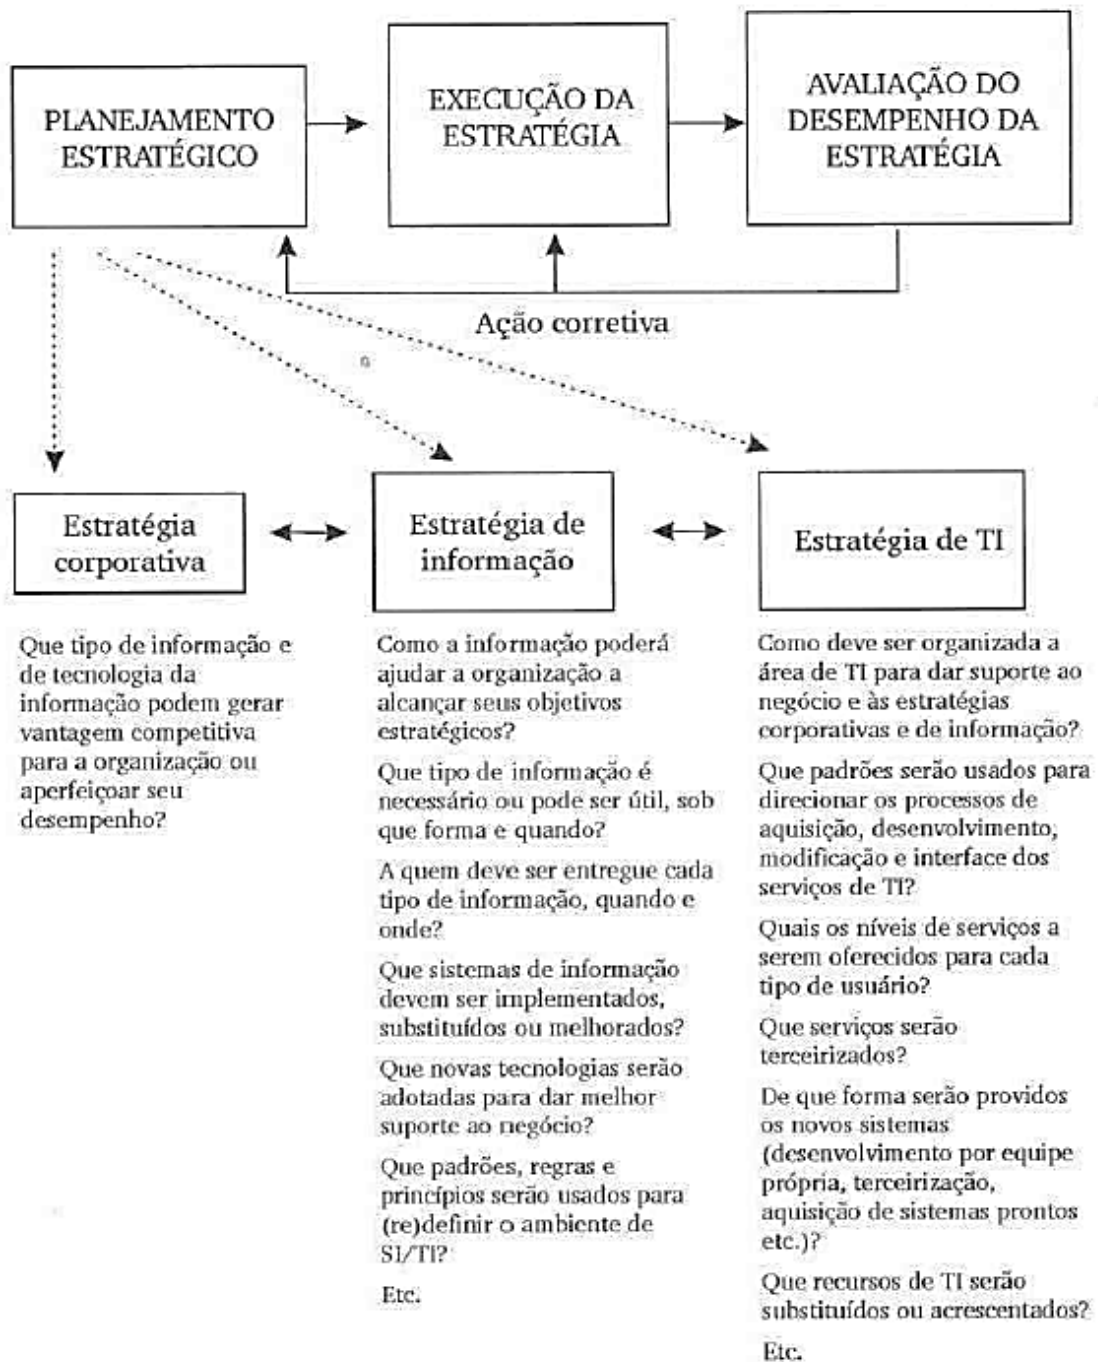 PLANEJAMENTO
ESTRATÉGICO
EXECUÇÃO DA
ESTRATÉGIA
AVALIAÇÃO DO
DESEMPENHO DA
ESTRATÉGIA
Ação corretiva
Estratégia
corporativa
Estratégia de
informação
Estratégia de TI
Que tipo de informação e
de tecnologia da
informação podem gerar
vantagem competitiva
para a organização ou
aperfeiçoar seu
desempenho?
Como a informação poderá
ajudar a organização a
alcançar seus objetivos
estratégicos?
Que tipo de informação é
necessário ou pode ser útil, sob
que forma e quando?
A quem deve ser entregue cada
tipo de informação, quando e
onde?
Que sistemas de informação
devem ser implementados,
substituídos ou melhorados?
Que novas tecnologias serão
adotadas para dar melhor
suporte ao negócio?
Que padrões, regras e
princípios serão usados para
(re)definir o ambiente de
SI/TI?
Etc.
Como deve ser organizada a
área de TI para dar suporte ao
negócio e às estratégias
corporativas e de informação?
Que padrões serão usados para
direcionar os processos de
aquisição, desenvolvimento,
modificação e interface dos
serviços de TI?
Quais os níveis de serviços a
serem oferecidos para cada
tipo de usuário?
Que serviços serão
terceirizados?
De que forma serão providos
os novos sistemas
(desenvolvimento por equipe
própria, terceirização,
aquisição de sistemas prontos
etc.)?
Que recursos de TI serão
substituídos ou acrescentados?
Etc.